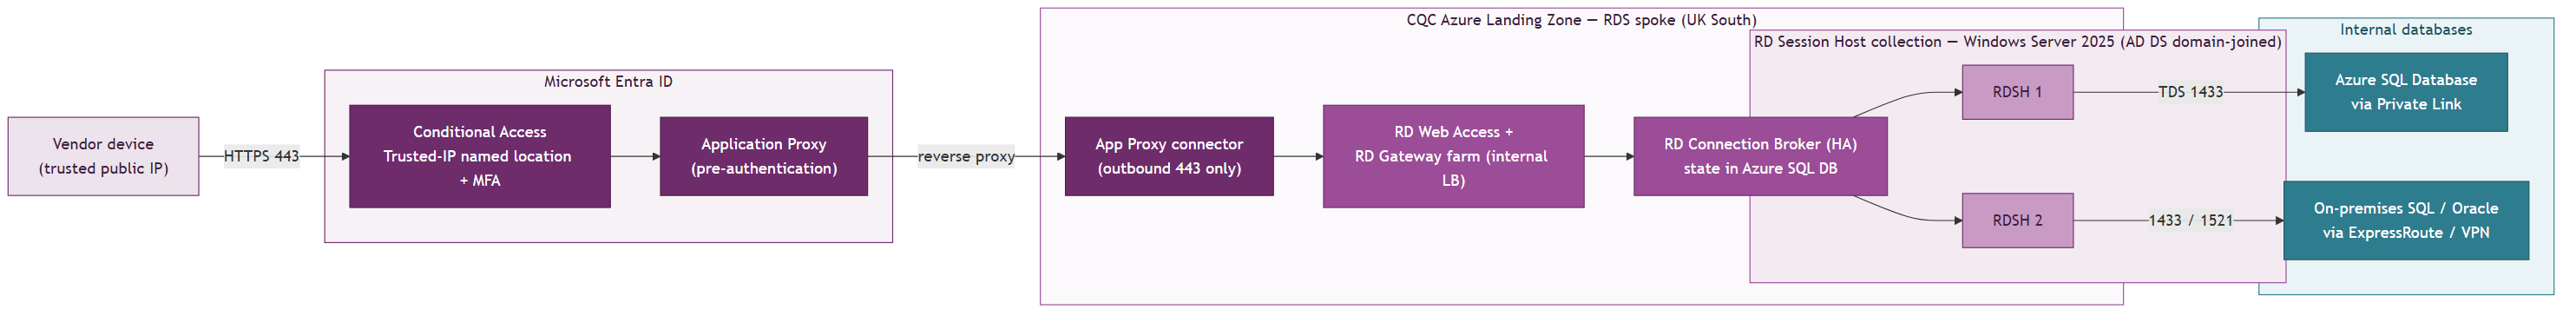 Vendor device
(trusted public IP)
HTTPS 443
Microsoft Entra ID
Conditional Access
Trusted-IP named location
+ MFA
Application Proxy
(pre-authentication)
reverse proxy
CQC Azure Landing Zone — RDS spoke (UK South)
App Proxy connector
(outbound 443 only)
RD Web Access +
RD Gateway farm (internal
LB)
RD Connection Broker (HA)
state in Azure SQL DB
RD Session Host collection — Windows Server 2025 (AD DS domain-joined)
RDSH 1
RDSH 2
TDS 1433
1433 / 1521
Internal databases
Azure SQL Database
via Private Link
On-premises SQL / Oracle
via ExpressRoute / VPN